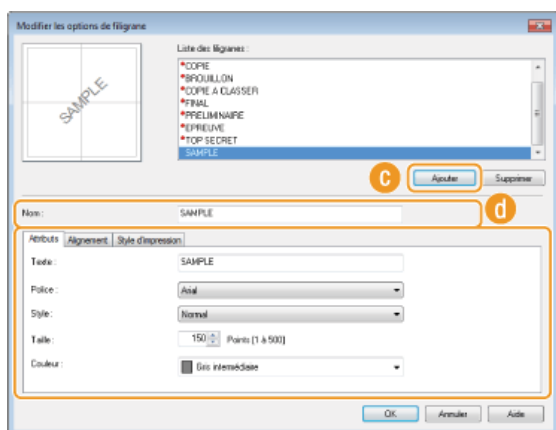 Modifier les options de filigrane
SAMPLE
Liste des filigranes :
*COPIE
*BROUILLON
*COPIE A CLASSER
*FINAL
*PRELIMINAIRE
*EPREUVE
*TOP SECRET
SAMPLE
c Ajouter Supprimer
Nom : SAMPLE d
Attributs Alignement Style d'impression
Texte : SAMPLE
Police : Arial
Style : Normal
Taille : 150 Points [1 à 500]
Couleur : Gris intermédiaire
OK Annuler Aide